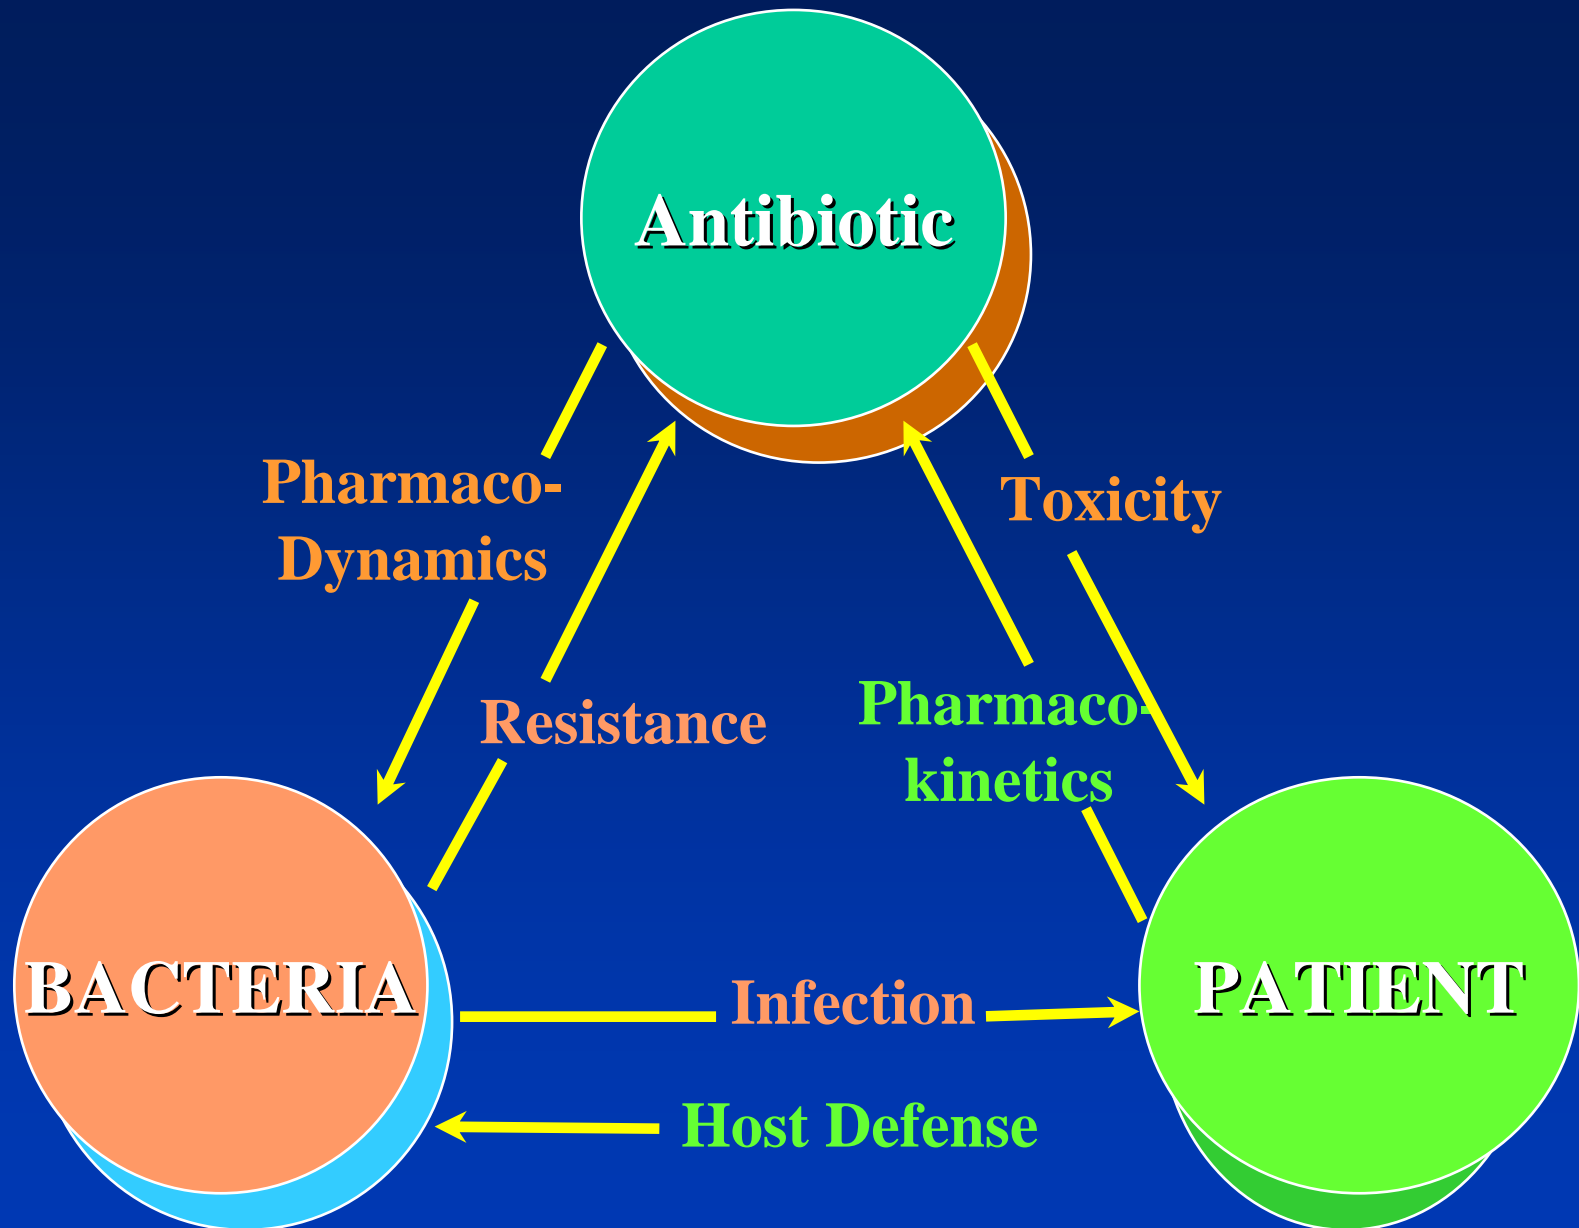 Antibiotic
Pharmaco-
Dynamics
Toxicity
Resistance
Pharmaco-
kinetics
BACTERIA
Infection
PATIENT
Host Defense